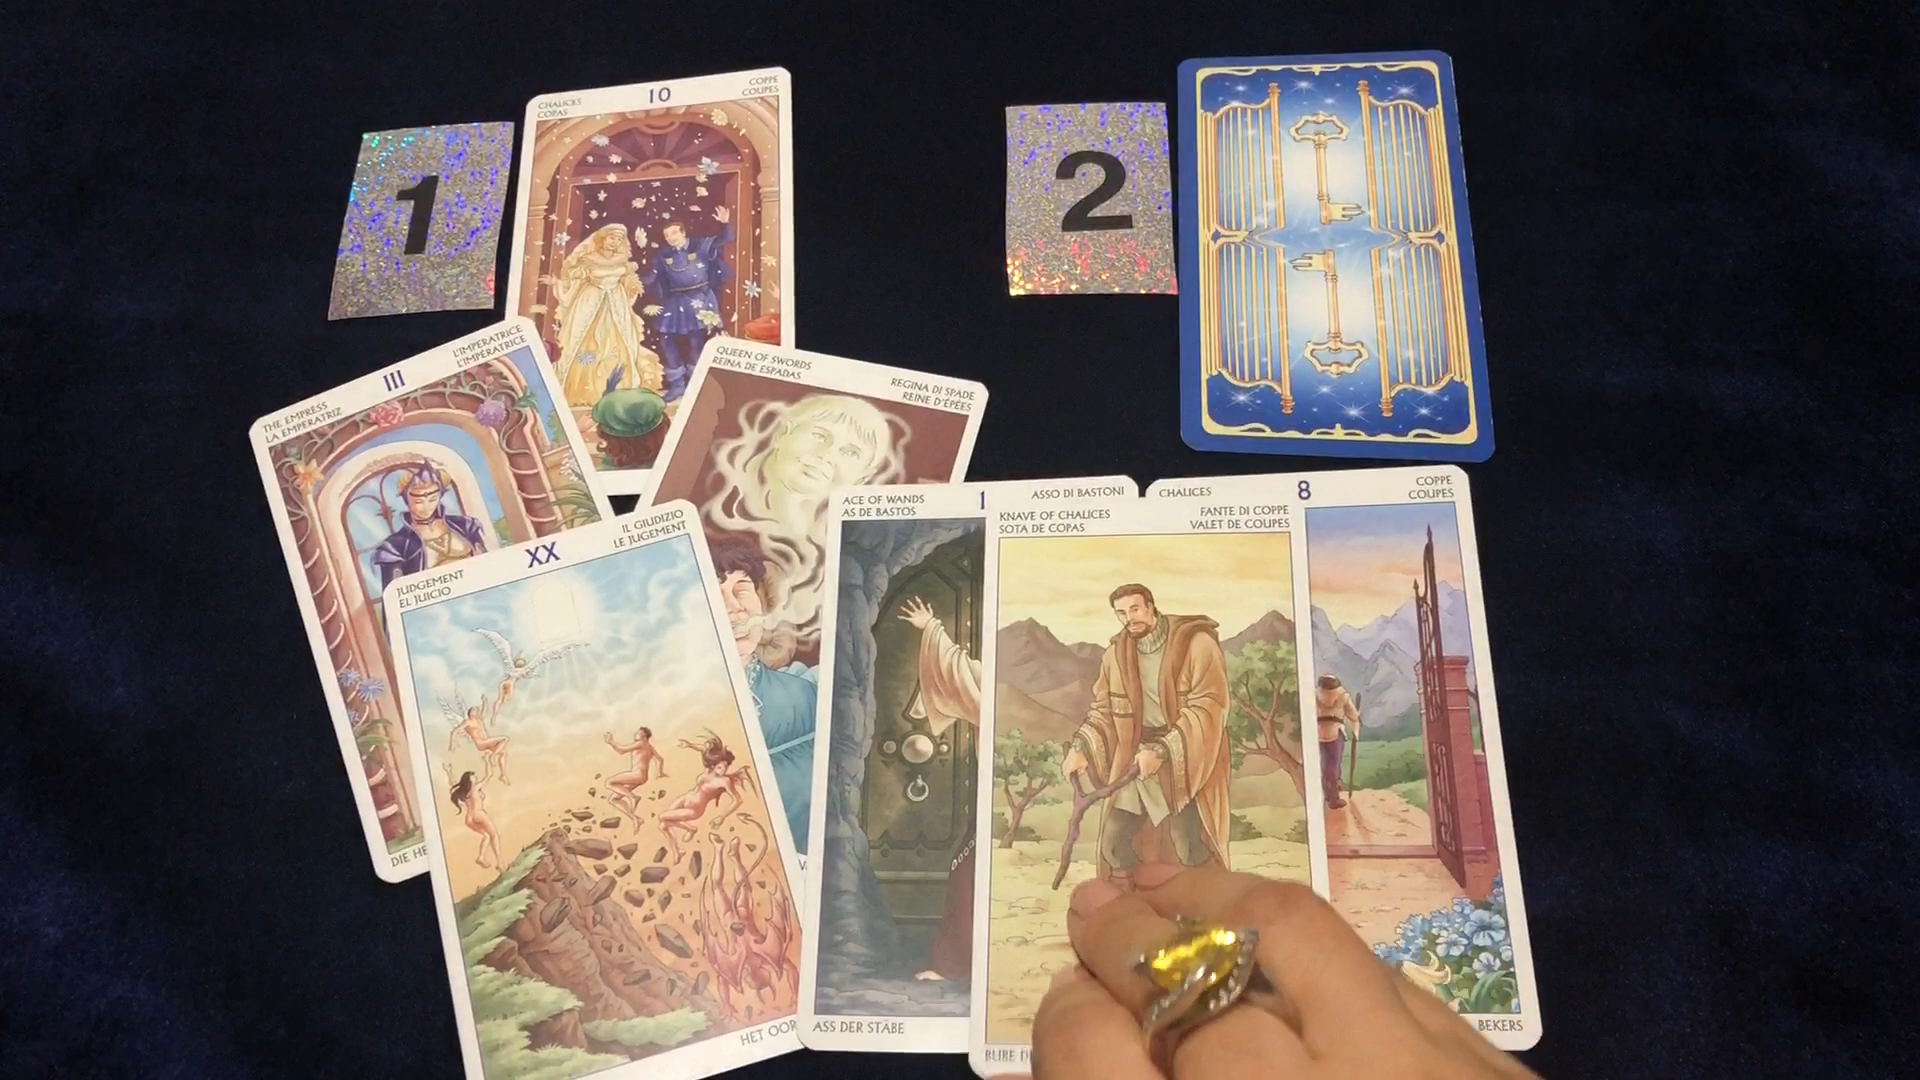 1
CHALICES
COPAS
10
COPPE
COUPES
2
THE EMPRESS
LA EMPERATRIZ
III
L'IMPERATRICE
L'IMPÉRATRICE
QUEEN OF SWORDS
REINA DE ESPADAS
REGINA DI SPADE
REINE D'ÉPÉES
JUDGEMENT
EL JUICIO
XX
IL GIUDIZIO
LE JUGEMENT
ACE OF WANDS
AS DE BASTOS
1
ASSO DI BASTONI
KNAVE OF CHALICES
SOTA DE COPAS
FANTE DI COPPE
VALET DE COUPES
CHALICES
8
COPPE
COUPES
DIE HE
HET OOR
ASS DER STÄBE
BUBE D
BEKERS